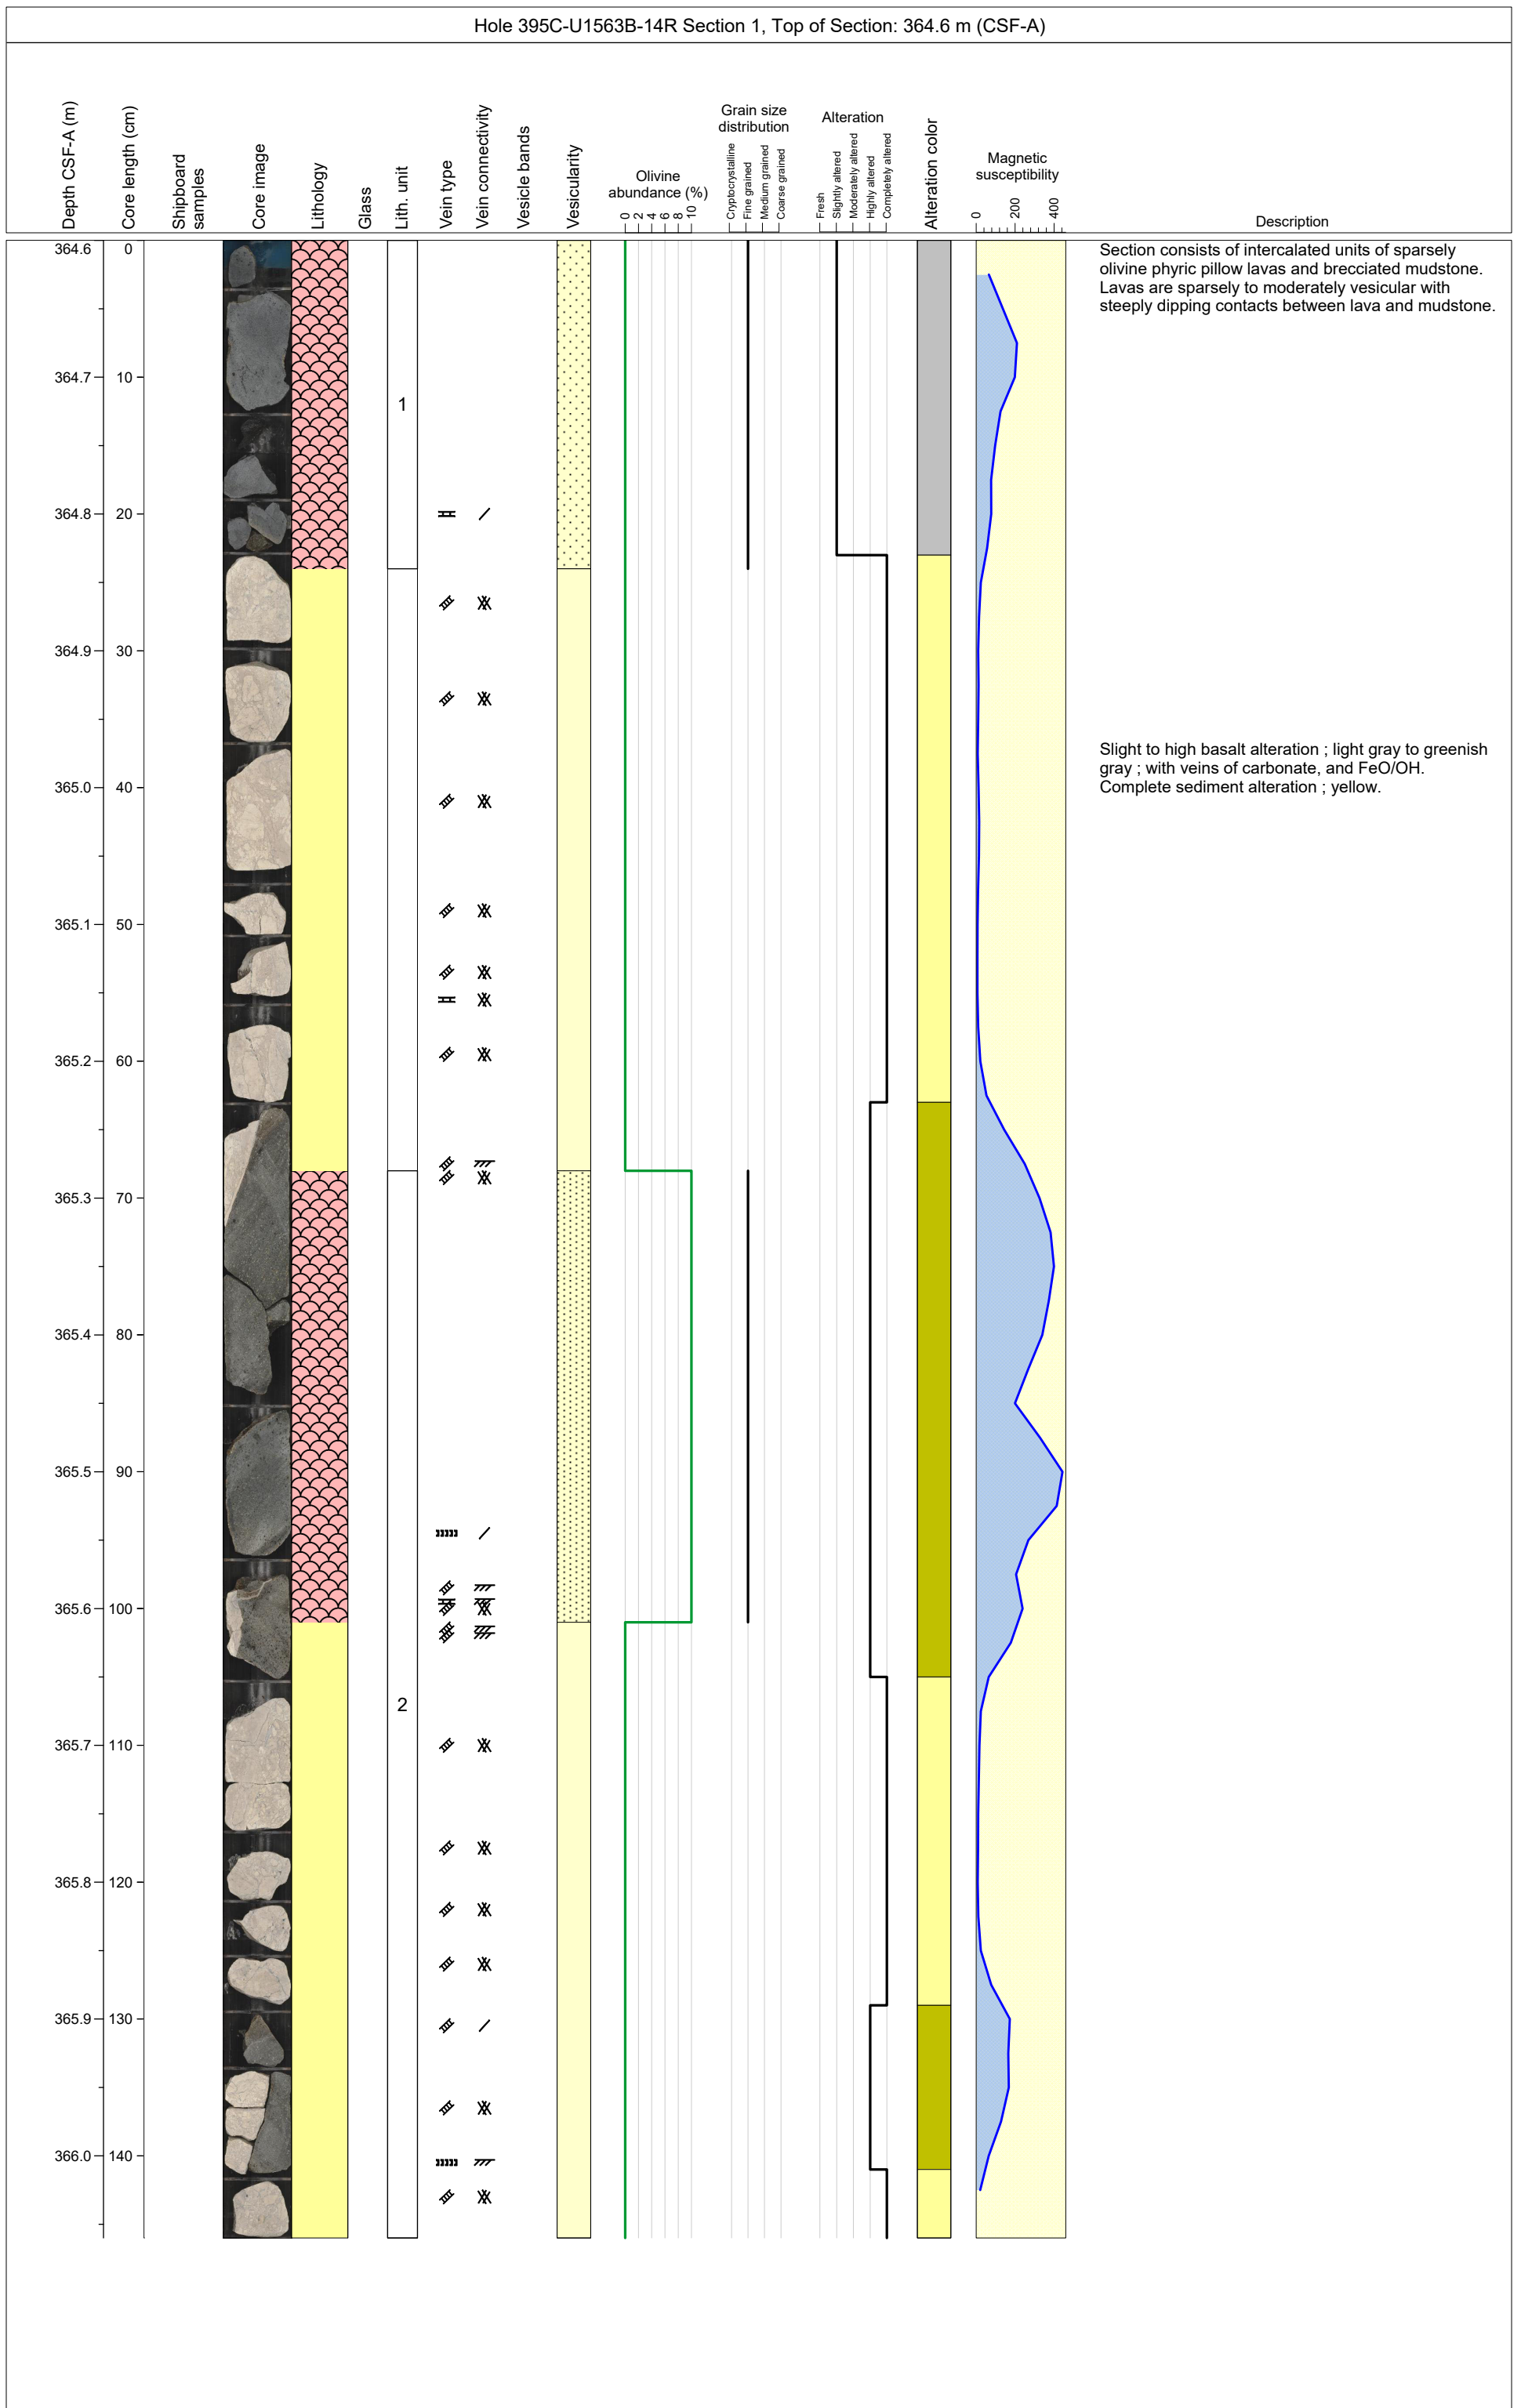 Hole 395C-U1563B-14R Section 1, Top of Section: 364.6 m (CSF-A)
Depth CSF-A (m)
Core length (cm)
Shipboard
samples
Core image
Lithology
Glass
Lith. unit
Vein type
Vein connectivity
Vesicle bands
Vesicularity
Olivine
abundance (%)
0
2
4
6
8
10
Grain size
distribution
Cryptocrystalline
Fine grained
Medium grained
Coarse grained
Alteration
Fresh
Slightly altered
Moderately altered
Highly altered
Completely altered
Alteration color
Magnetic
susceptibility
0
200
400
Description
364.6
0
364.7
10
364.8
20
364.9
30
365.0
40
365.1
50
365.2
60
365.3
70
365.4
80
365.5
90
365.6
100
365.7
110
365.8
120
365.9
130
366.0
140
1
2
Section consists of intercalated units of sparsely
olivine phyric pillow lavas and brecciated mudstone.
Lavas are sparsely to moderately vesicular with
steeply dipping contacts between lava and mudstone.
Slight to high basalt alteration ; light gray to greenish
gray ; with veins of carbonate, and FeO/OH.
Complete sediment alteration ; yellow.